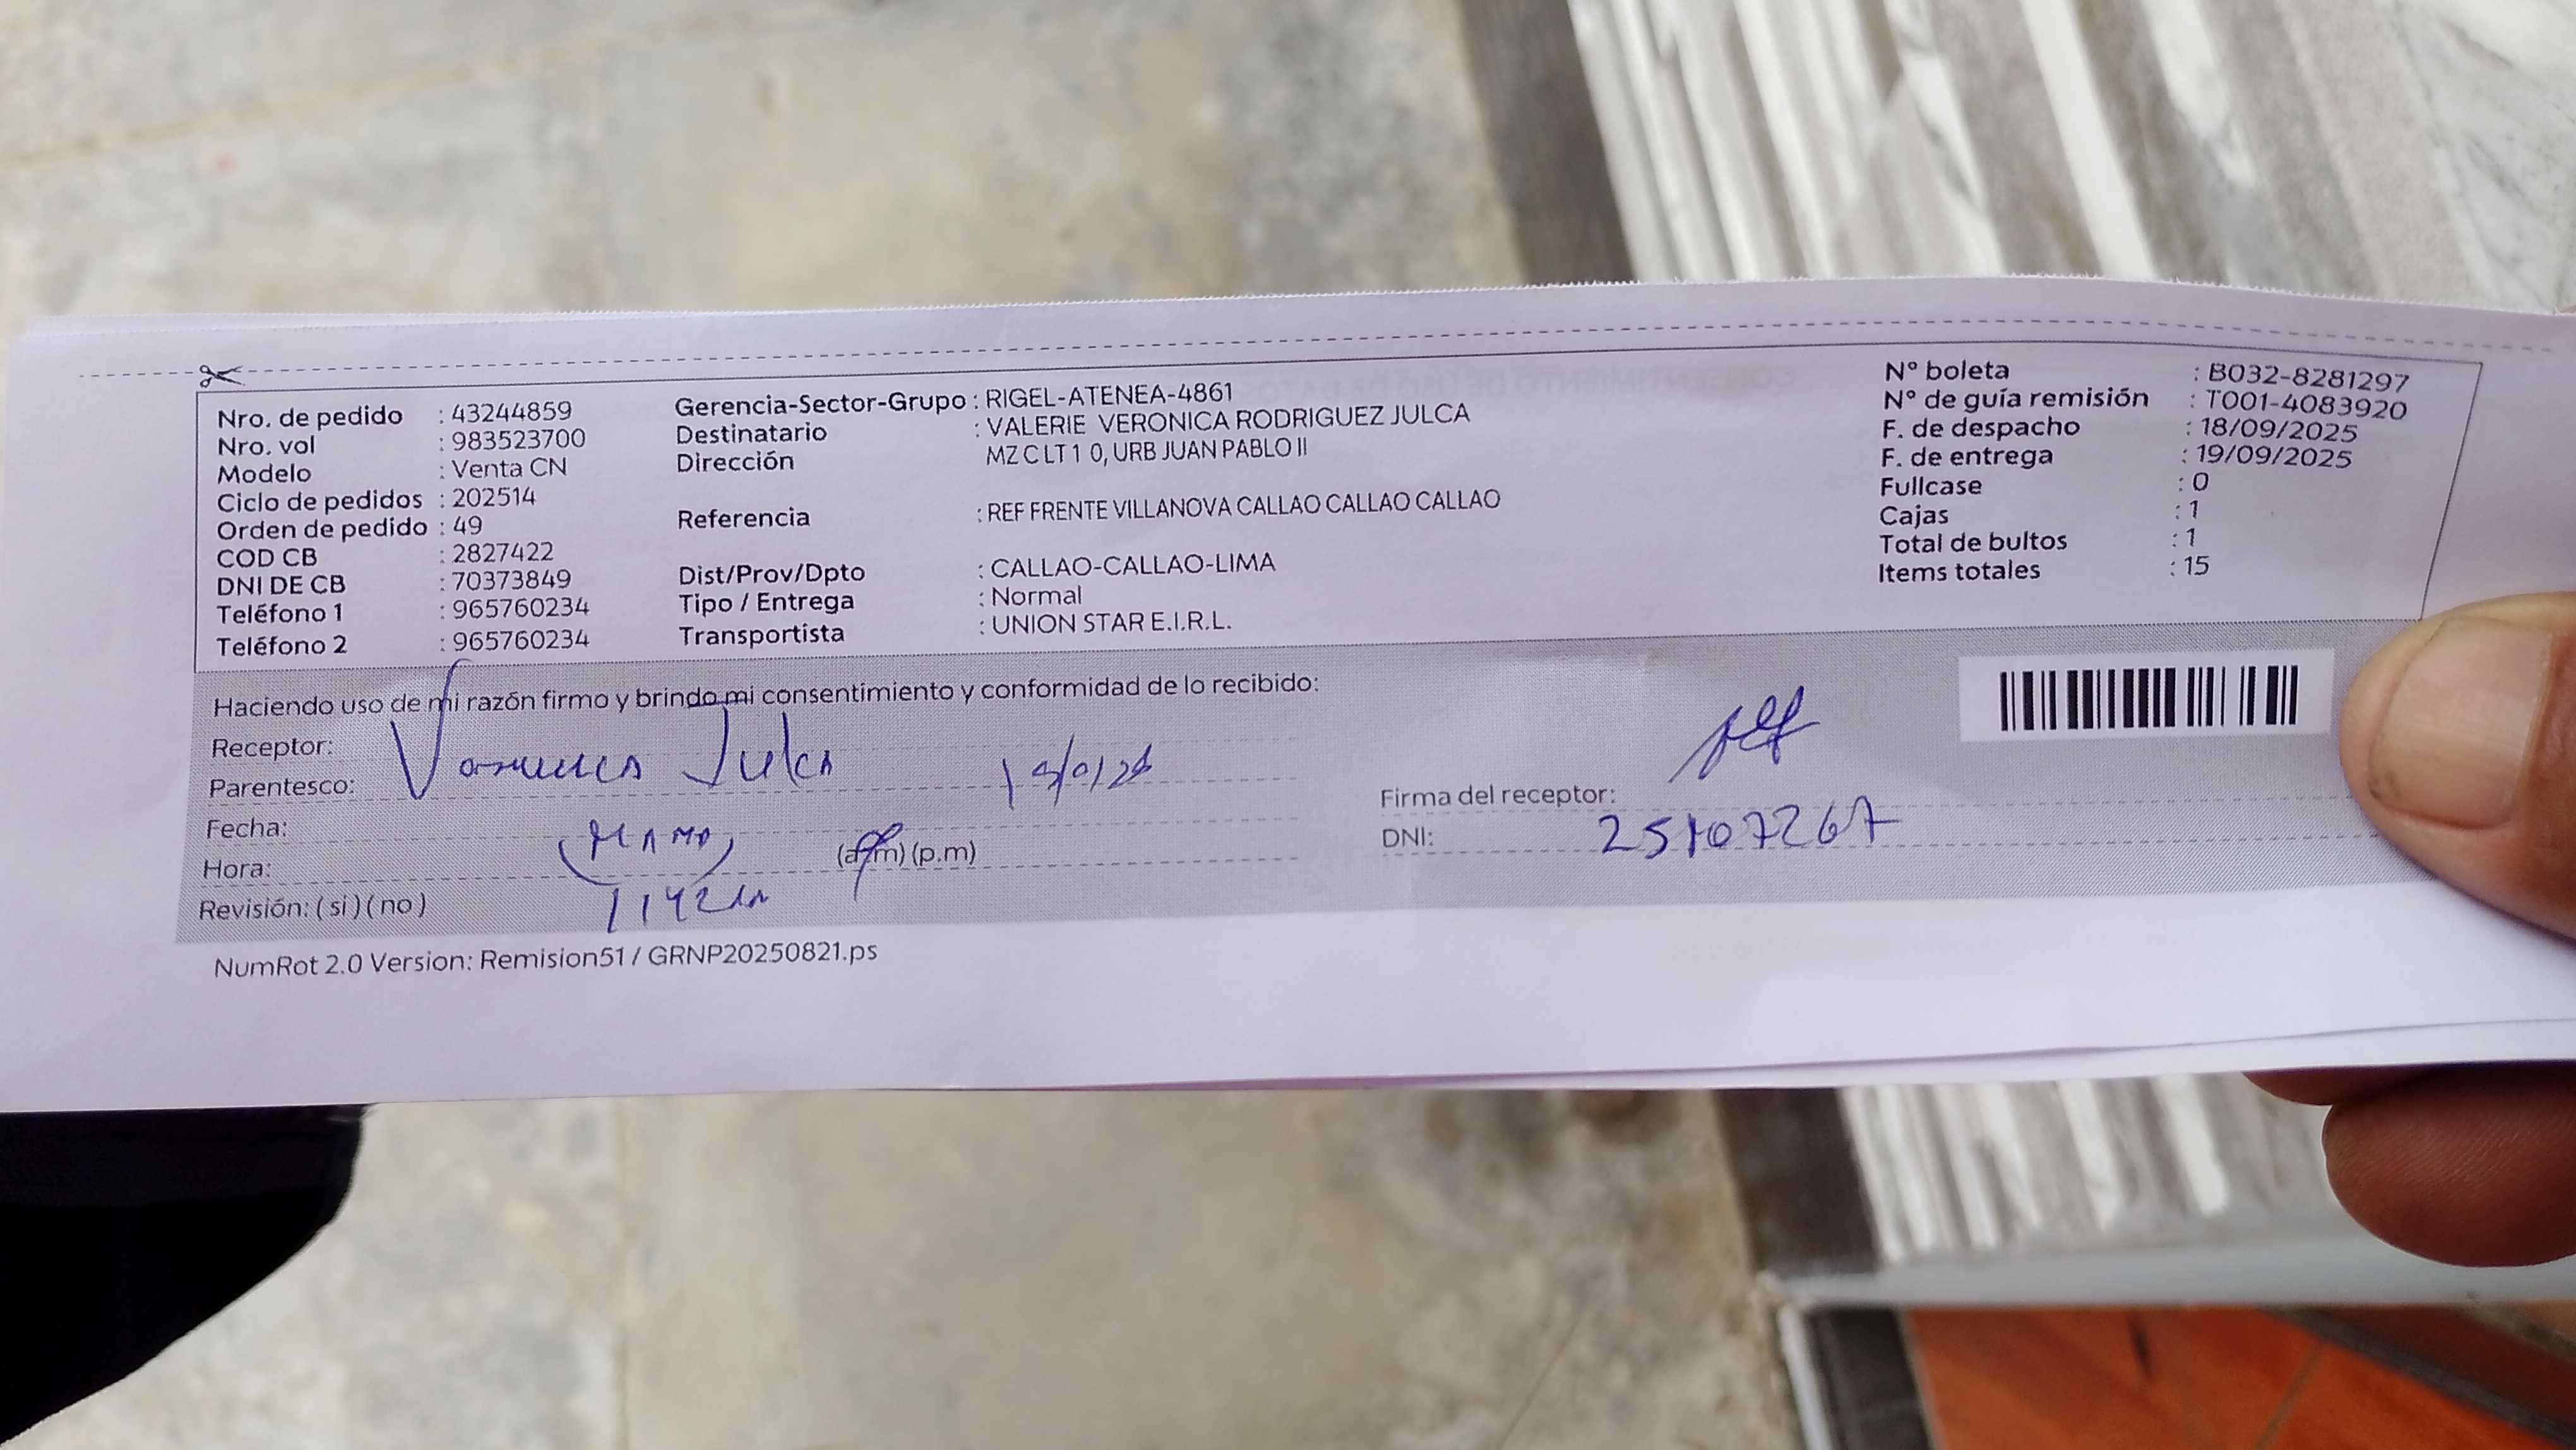 Nro. de pedido : 43244859
Nro. vol : 983523700
Modelo : Venta CN
Ciclo de pedidos : 202514
Orden de pedido : 49
COD CB : 2827422
DNI DE CB : 70373849
Teléfono 1 : 965760234
Teléfono 2 : 965760234
Gerencia-Sector-Grupo : RIGEL-ATENEA-4861
Destinatario : VALERIE VERONICA RODRIGUEZ JULCA
Dirección MZ C LT 1 0, URB JUAN PABLO II
Referencia : REF FRENTE VILLANOVA CALLAO CALLAO CALLAO
Dist/Prov/Dpto : CALLAO-CALLAO-LIMA
Tipo / Entrega : Normal
Transportista : UNION STAR E.I.R.L.
N° boleta : B032-8281297
N° de guía remisión : T001-4083920
F. de despacho : 18/09/2025
F. de entrega : 19/09/2025
Fullcase : 0
Cajas : 1
Total de bultos : 1
Items totales : 15
Haciendo uso de mi razón firmo y brindo mi consentimiento y conformidad de lo recibido:
Receptor: Julca
Parentesco:
Fecha:
(MAMA)
Hora: (a.m) (p.m)
Revisión: ( si ) ( no )
Firma del receptor:
DNI: 25107267
NumRot 2.0 Version: Remision51 / GRNP20250821.ps